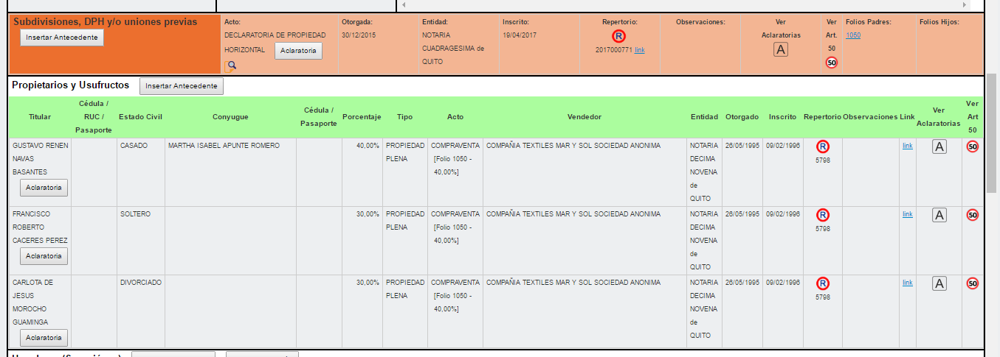 Subdivisiones, DPH y/o uniones previas
Insertar Antecedente
Acto:
DECLARATORIA DE PROPIEDAD
HORIZONTAL Aclaratoria
Otorgada:
30/12/2015
Entidad:
NOTARIA
CUADRAGESIMA de
QUITO
Inscrito:
19/04/2017
Repertorio:
R
2017000771 link
Observaciones:
Ver
Aclaratorias
A
Ver
Art.
50
50
Folios Padres:
1050
Folios Hijos:
Propietarios y Usufructos Insertar Antecedente
Titular
Cédula /
RUC /
Pasaporte
Estado Civil
Conyugue
Cédula /
Pasaporte
Porcentaje
Tipo
Acto
Vendedor
Entidad
Otorgado
Inscrito
Repertorio
Observaciones
Link
Ver
Aclaratorias
Ver
Art
50
GUSTAVO RENEN
NAVAS
BASANTES
Aclaratoria
CASADO
MARTHA ISABEL APUNTE ROMERO
40,00%
PROPIEDAD
PLENA
COMPRAVENTA
[Folio 1050 -
40,00%]
COMPAÑIA TEXTILES MAR Y SOL SOCIEDAD ANONIMA
NOTARIA
DECIMA
NOVENA
de
QUITO
26/05/1995
09/02/1996
R
5798
link
A
50
FRANCISCO
ROBERTO
CACERES PEREZ
Aclaratoria
SOLTERO
30,00%
PROPIEDAD
PLENA
COMPRAVENTA
[Folio 1050 -
40,00%]
COMPAÑIA TEXTILES MAR Y SOL SOCIEDAD ANONIMA
NOTARIA
DECIMA
NOVENA
de
QUITO
26/05/1995
09/02/1996
R
5798
link
A
50
CARLOTA DE
JESUS
MOROCHO
GUAMINGA
Aclaratoria
DIVORCIADO
30,00%
PROPIEDAD
PLENA
COMPRAVENTA
[Folio 1050 -
40,00%]
COMPAÑIA TEXTILES MAR Y SOL SOCIEDAD ANONIMA
NOTARIA
DECIMA
NOVENA
de
QUITO
26/05/1995
09/02/1996
R
5798
link
A
50